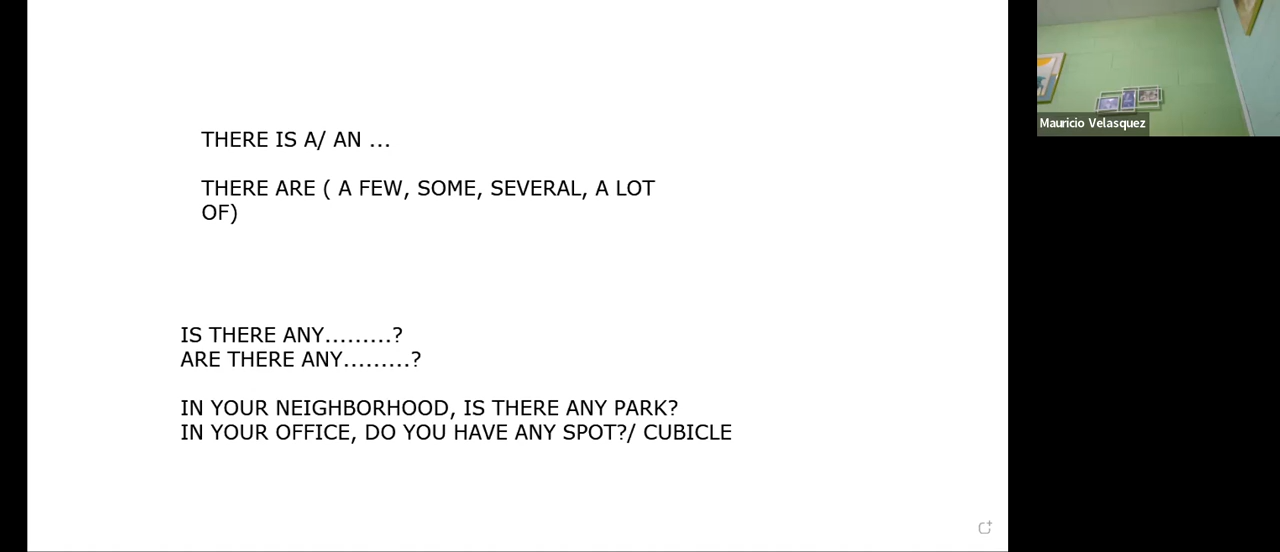 THERE IS A/ AN ...
THERE ARE ( A FEW, SOME, SEVERAL, A LOT
OF)
IS THERE ANY.........?
ARE THERE ANY.........?
IN YOUR NEIGHBORHOOD, IS THERE ANY PARK?
IN YOUR OFFICE, DO YOU HAVE ANY SPOT?/ CUBICLE
Mauricio Velasquez